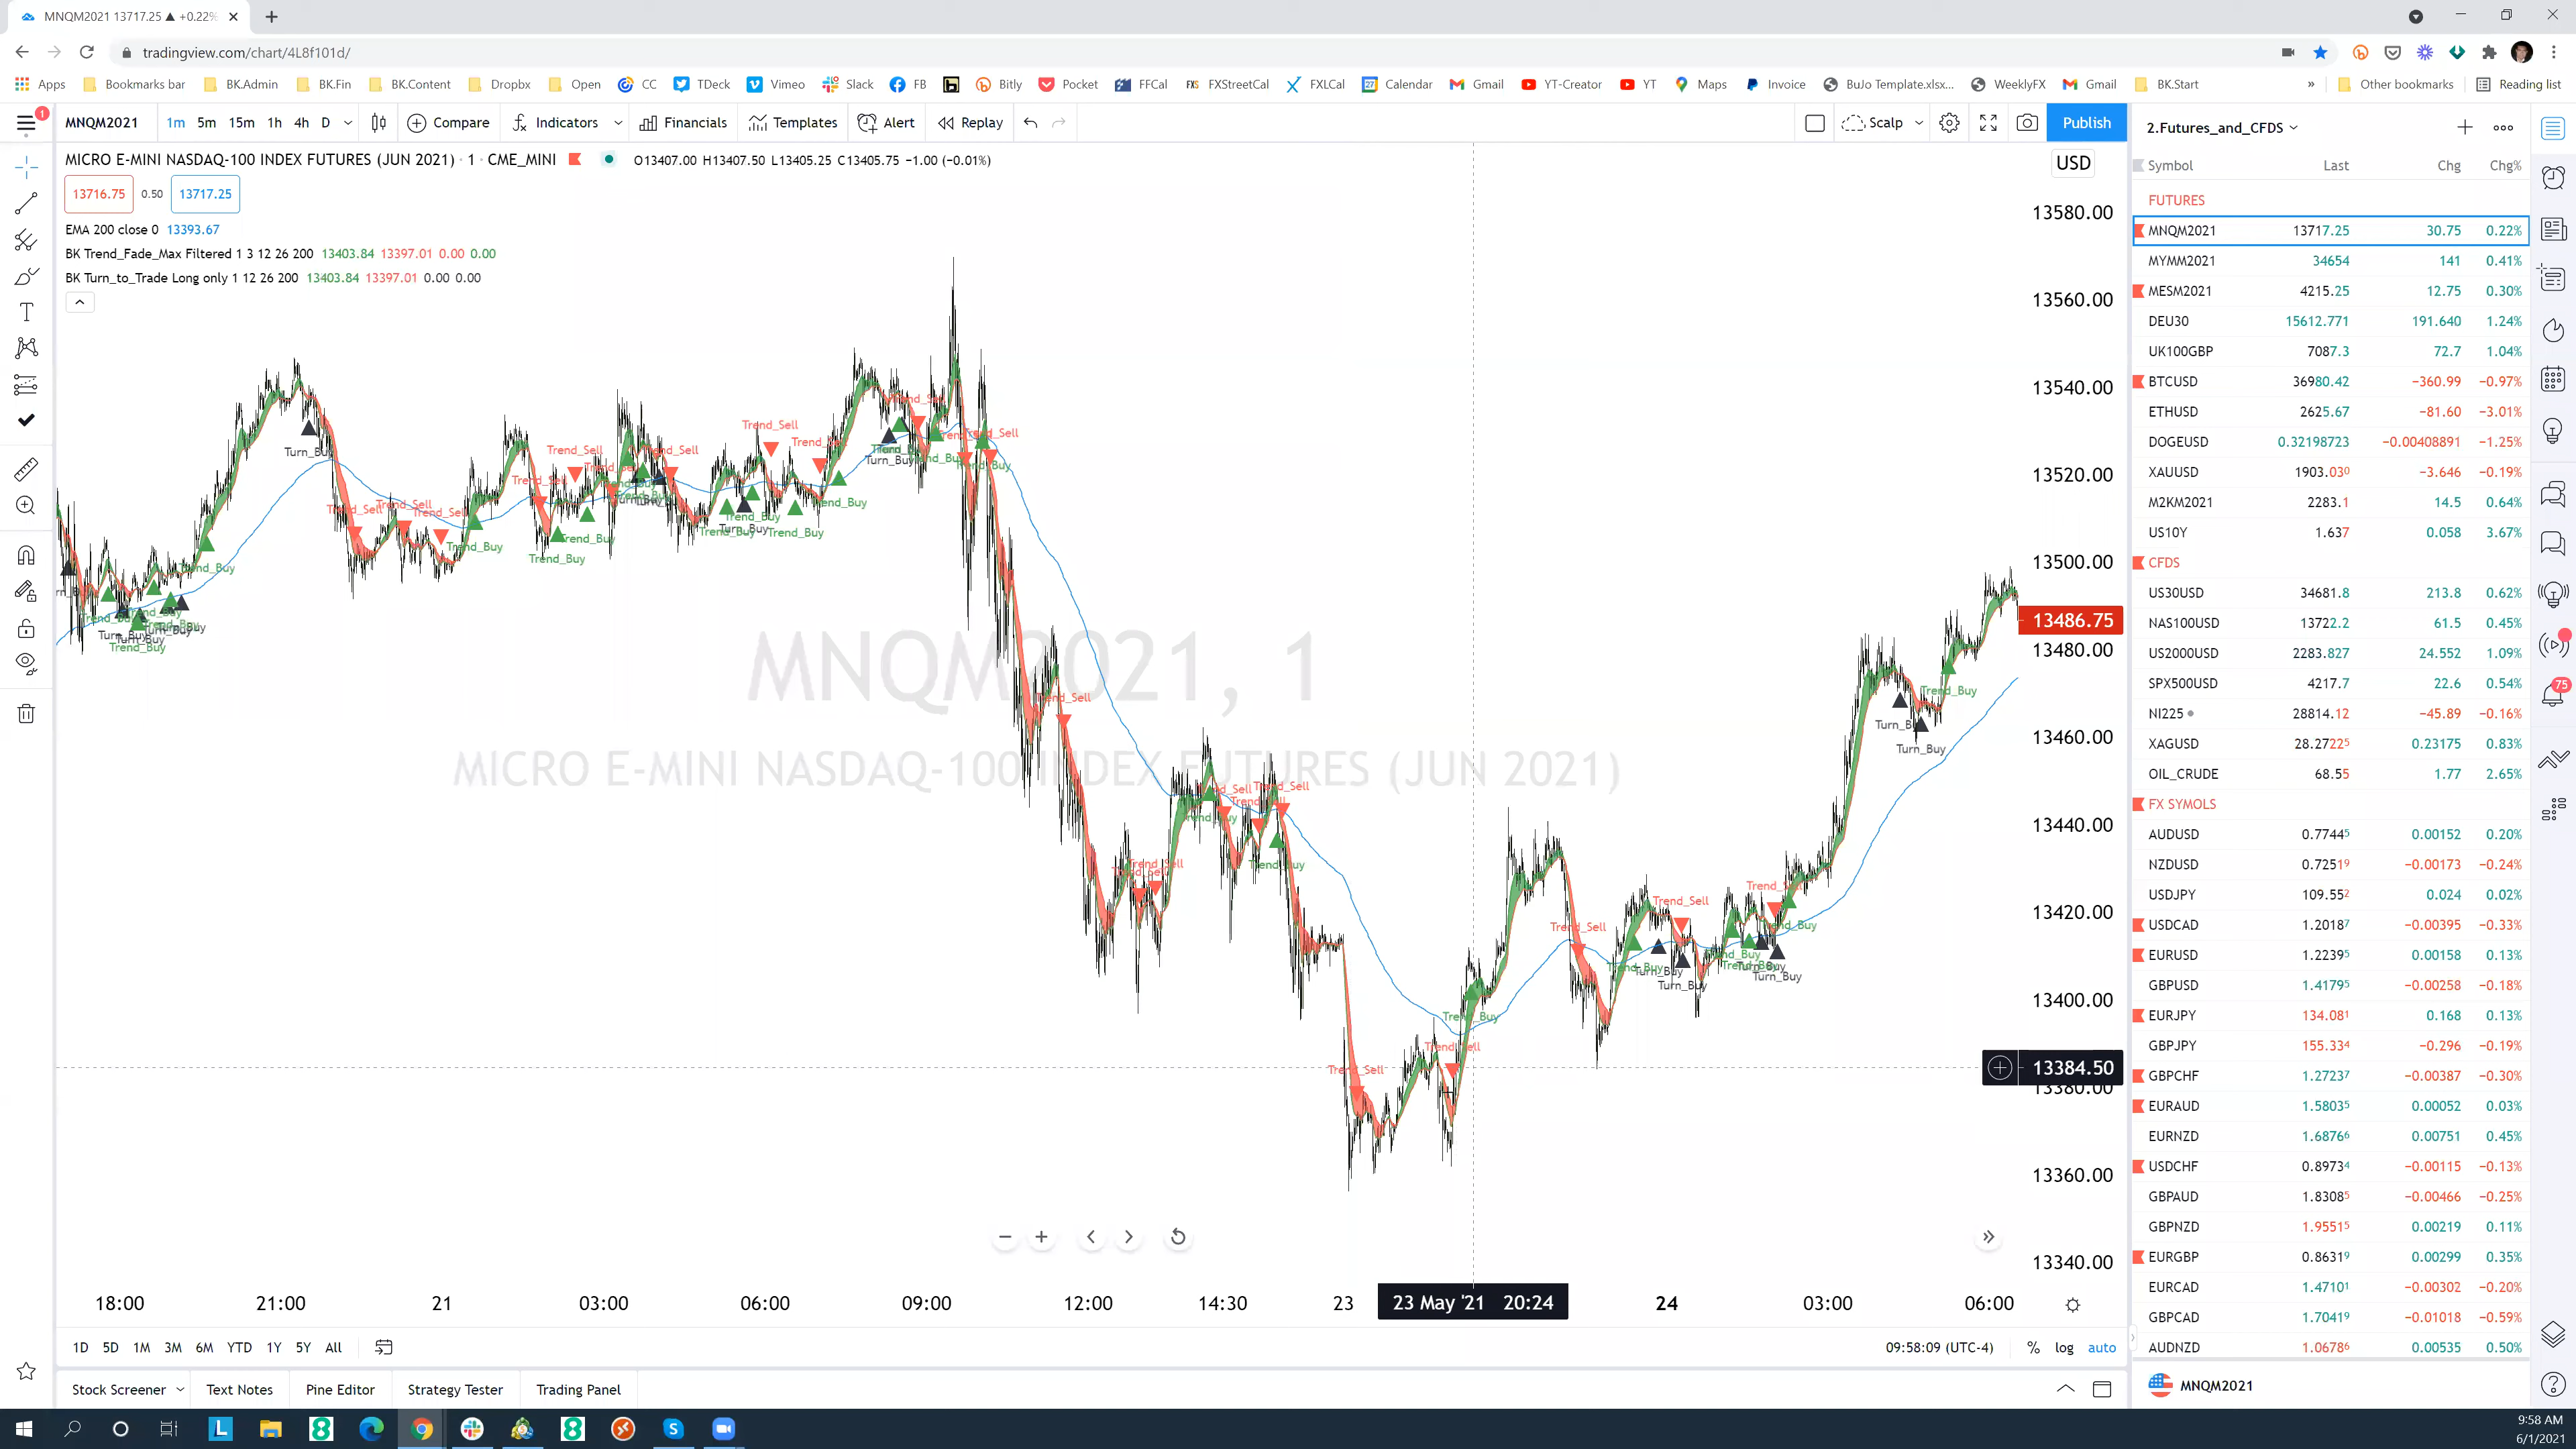 MNQM2021 13717.25 ▲ +0.22%
tradingview.com/chart/4L8f101d/
Apps Bookmarks bar BK.Admin BK.Fin BK.Content Dropbx Open CC TDeck Vimeo Slack FB Bitly Pocket FFCal FXStreetCal FXLCal Calendar Gmail YT-Creator YT Maps Invoice BuJo Template.xlsx... WeeklyFX Gmail BK.Start » Other bookmarks Reading list
1 MNQM2021 1m 5m 15m 1h 4h D Compare Indicators Financials Templates Alert Replay Scalp Publish
MICRO E-MINI NASDAQ-100 INDEX FUTURES (JUN 2021) · 1 · CME_MINI O13407.00 H13407.50 L13405.25 C13405.75 −1.00 (−0.01%)
13716.75 0.50 13717.25
EMA 200 close 0 13393.67
BK Trend_Fade_Max Filtered 1 3 12 26 200 13403.84 13397.01 0.00 0.00
BK Turn_to_Trade Long only 1 12 26 200 13403.84 13397.01 0.00 0.00
MNQM2021, 1
MICRO E-MINI NASDAQ-100 INDEX FUTURES (JUN 2021)
Turn_Buy
Trend_Buy
Trend_Sell
USD
13580.00
13560.00
13540.00
13520.00
13500.00
13486.75
13480.00
13460.00
13440.00
13420.00
13400.00
13384.50
13380.00
13360.00
13340.00
18:00 21:00 21 03:00 06:00 09:00 12:00 14:30 23 23 May '21 20:24 24 03:00 06:00
1D 5D 1M 3M 6M YTD 1Y 5Y All 09:58:09 (UTC-4) % log auto
Stock Screener Text Notes Pine Editor Strategy Tester Trading Panel
2.Futures_and_CFDS
Symbol Last Chg Chg%
FUTURES
MNQM2021 13717.25 30.75 0.22%
MYMM2021 34654 141 0.41%
MESM2021 4215.25 12.75 0.30%
DEU30 15612.771 191.640 1.24%
UK100GBP 7087.3 72.7 1.04%
BTCUSD 36980.42 −360.99 −0.97%
ETHUSD 2625.67 −81.60 −3.01%
DOGEUSD 0.32198723 −0.00408891 −1.25%
XAUUSD 1903.030 −3.646 −0.19%
M2KM2021 2283.1 14.5 0.64%
US10Y 1.637 0.058 3.67%
CFDS
US30USD 34681.8 213.8 0.62%
NAS100USD 13722.2 61.5 0.45%
US2000USD 2283.827 24.552 1.09%
SPX500USD 4217.7 22.6 0.54%
NI225 28814.12 −45.89 −0.16%
XAGUSD 28.27225 0.23175 0.83%
OIL_CRUDE 68.55 1.77 2.65%
FX SYMOLS
AUDUSD 0.77445 0.00152 0.20%
NZDUSD 0.72519 −0.00173 −0.24%
USDJPY 109.552 0.024 0.02%
USDCAD 1.20187 −0.00395 −0.33%
EURUSD 1.22395 0.00158 0.13%
GBPUSD 1.41795 −0.00258 −0.18%
EURJPY 134.081 0.168 0.13%
GBPJPY 155.334 −0.296 −0.19%
GBPCHF 1.27237 −0.00387 −0.30%
EURAUD 1.58035 0.00052 0.03%
EURNZD 1.68766 0.00751 0.45%
USDCHF 0.89734 −0.00115 −0.13%
GBPAUD 1.83085 −0.00466 −0.25%
GBPNZD 1.95515 0.00219 0.11%
EURGBP 0.86319 0.00299 0.35%
EURCAD 1.47101 −0.00302 −0.20%
GBPCAD 1.70419 −0.01018 −0.59%
AUDNZD 1.06786 0.00535 0.50%
MNQM2021
75
9:58 AM
6/1/2021